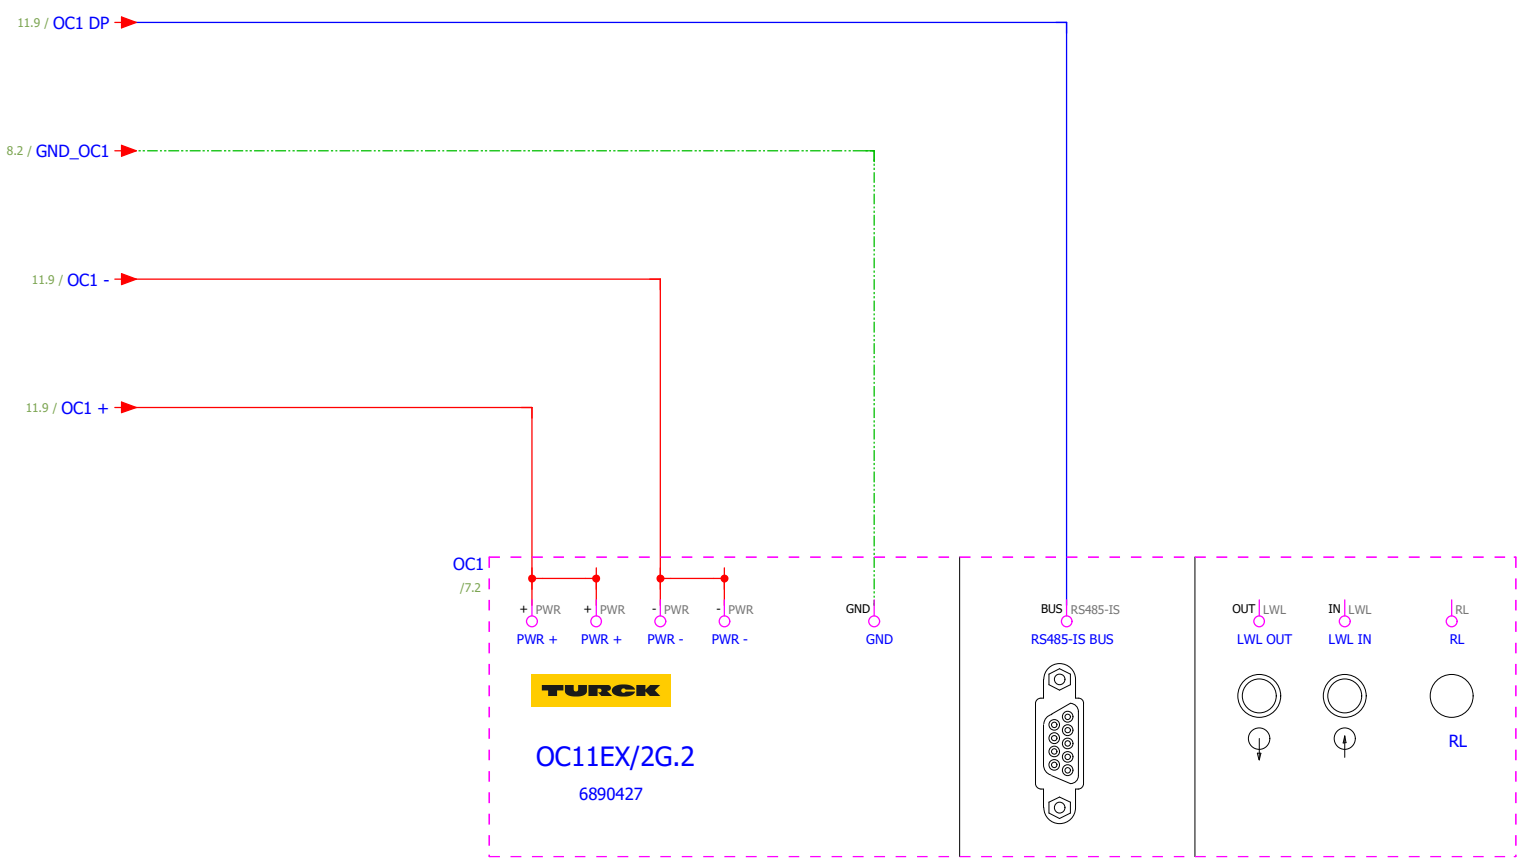 11.9 / OC1 DP
8.2 / GND_OC1
11.9 / OC1 -
11.9 / OC1 +
OC1
/7.2
+ PWR + PWR - PWR - PWR GND BUS RS485-IS OUT LWL IN LWL RL
PWR + PWR + PWR - PWR - GND RS485-IS BUS LWL OUT LWL IN RL
TURCK
RL
OC11EX/2G.2
6890427